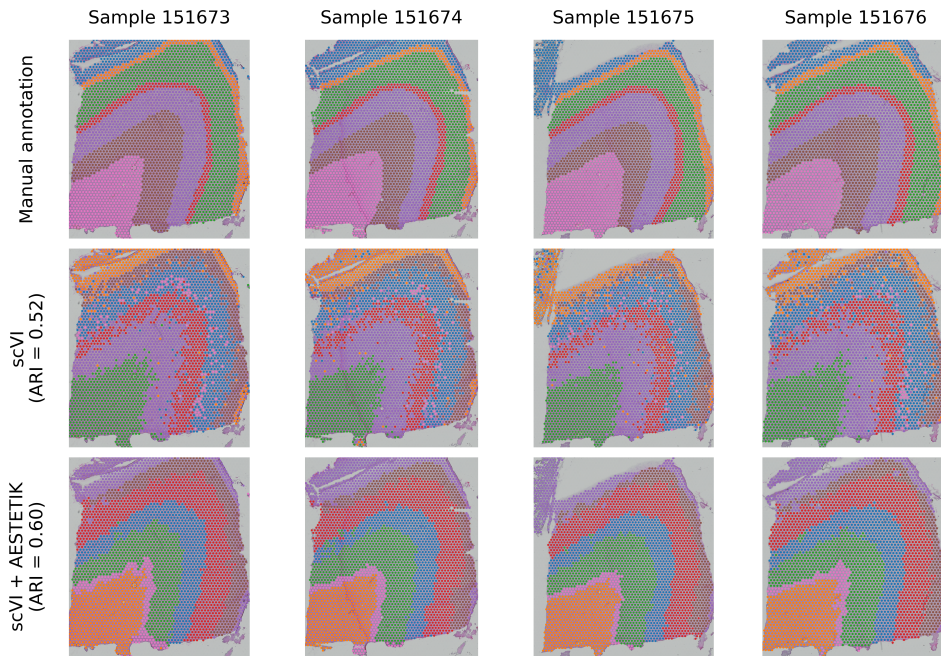 Sample 151673
Sample 151674
Sample 151675
Sample 151676
Manual annotation
scVI
(ARI = 0.52)
scVI + AESTETIK
(ARI = 0.60)